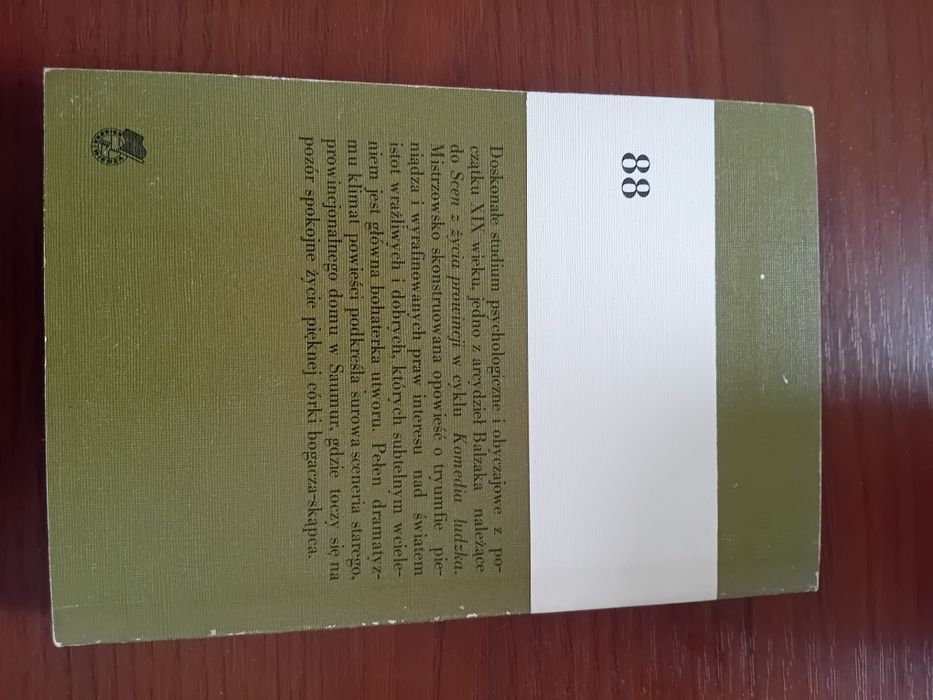 88
Doskonałe studium psychologiczne i obyczajowe z po-
czątku XIX wieku, jedno z arcydzieł Balzaka należące
do Scen z życia prowincji w cyklu Komedia ludzka.
Mistrzowsko skonstruowana opowieść o tryumfie pie-
niądza i wyrafinowanych praw interesu nad światem
istot wrażliwych i dobrych, których subtelnym wciele-
niem jest główna bohaterka utworu. Pełen dramatyz-
mu klimat powieści podkreśla surowa sceneria starego,
prowincjonalnego domu w Saumur, gdzie toczy się na
pozór spokojne życie pięknej córki bogacza-skąpca.
KSIĄŻKA I WIEDZA